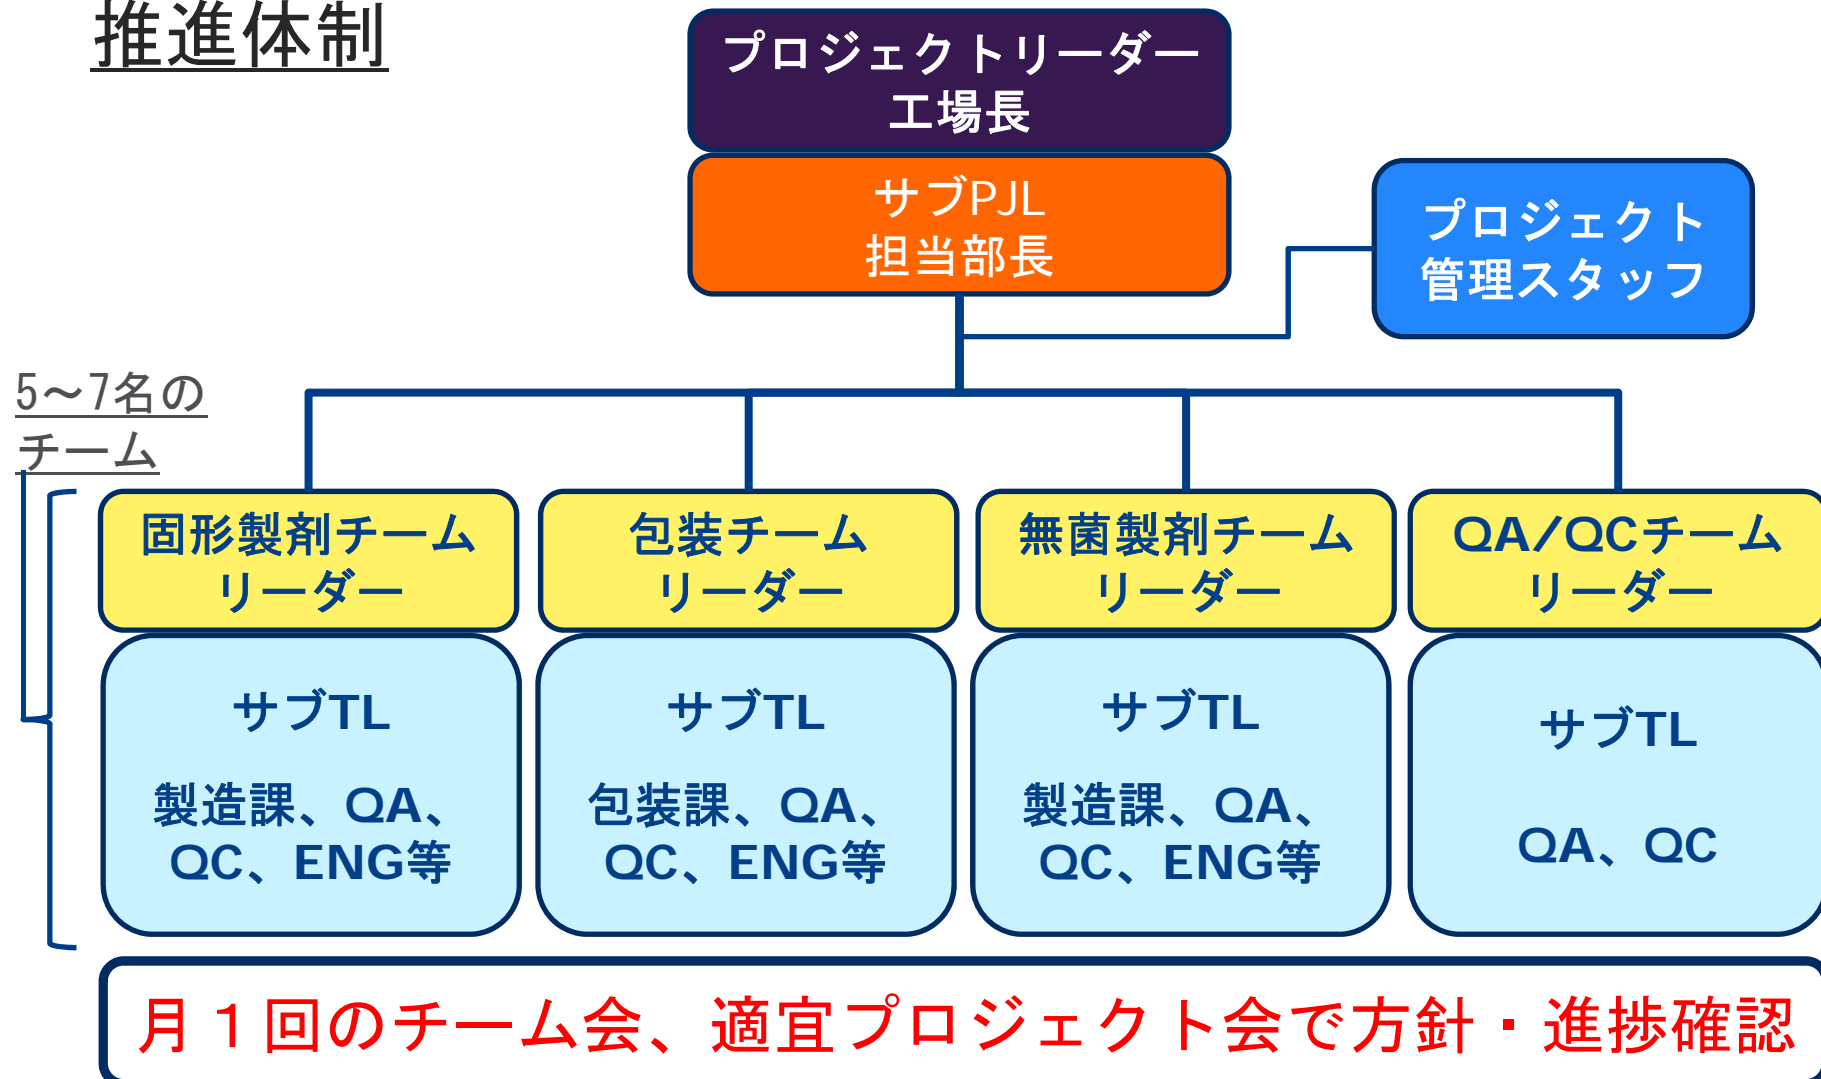 推進体制
プロジェクトリーダー
工場長
サブPJL
担当部長
プロジェクト
管理スタッフ
5～7名の
チーム
固形製剤チーム
リーダー
包装チーム
リーダー
無菌製剤チーム
リーダー
QA/QCチーム
リーダー
サブTL
製造課、QA、
QC、ENG等
サブTL
包装課、QA、
QC、ENG等
サブTL
製造課、QA、
QC、ENG等
サブTL
QA、QC
月１回のチーム会、適宜プロジェクト会で方針・進捗確認